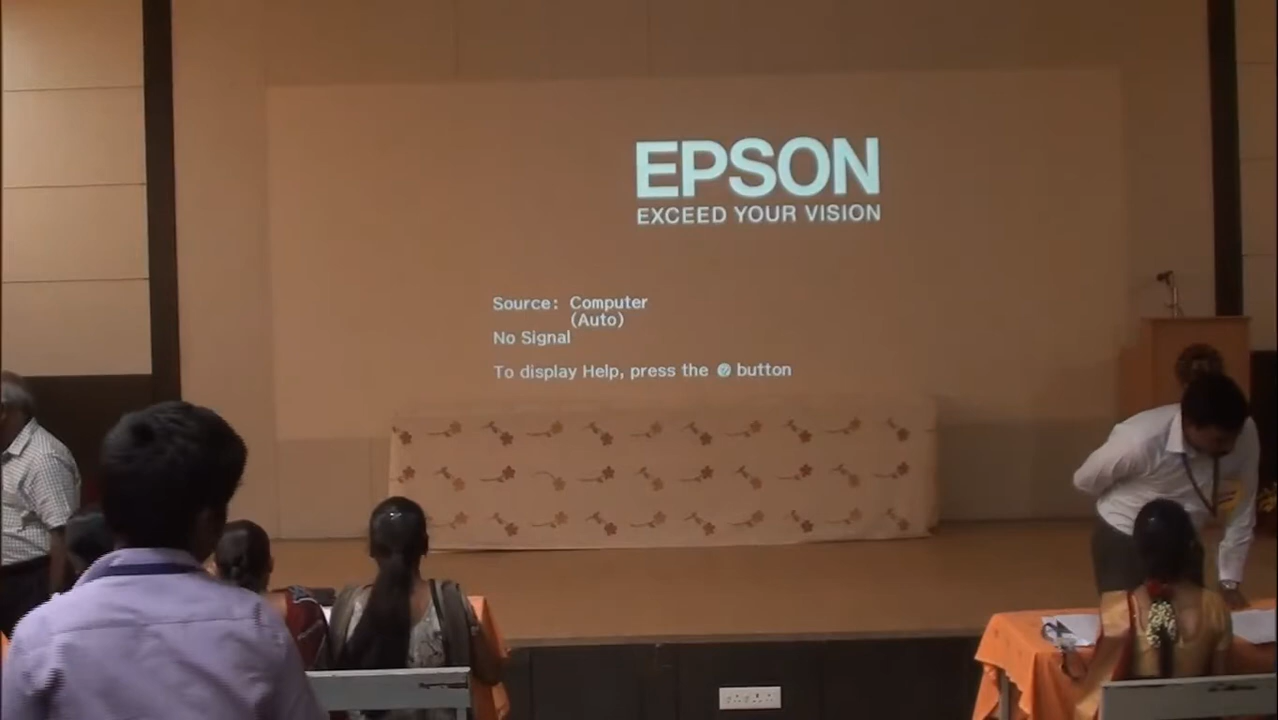 EPSON
EXCEED YOUR VISION
Source: Computer
(Auto)
No Signal
To display Help, press the button